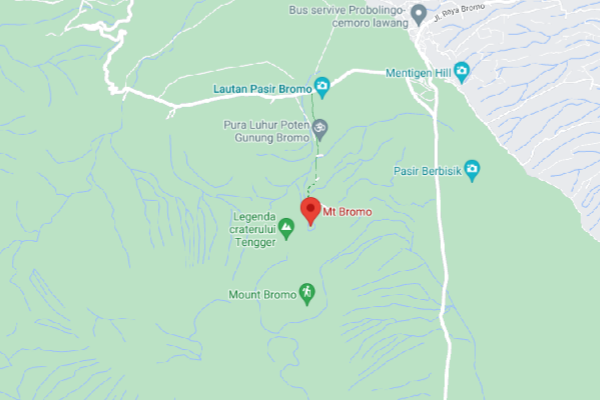 Bus servive Probolingo-
cemoro lawang
Jl. Raya Bromo
Mentigen Hill
Lautan Pasir Bromo
Pura Luhur Poten
Gunung Bromo
Pasir Berbisik
Mt Bromo
Legenda
craterului
Tengger
Mount Bromo